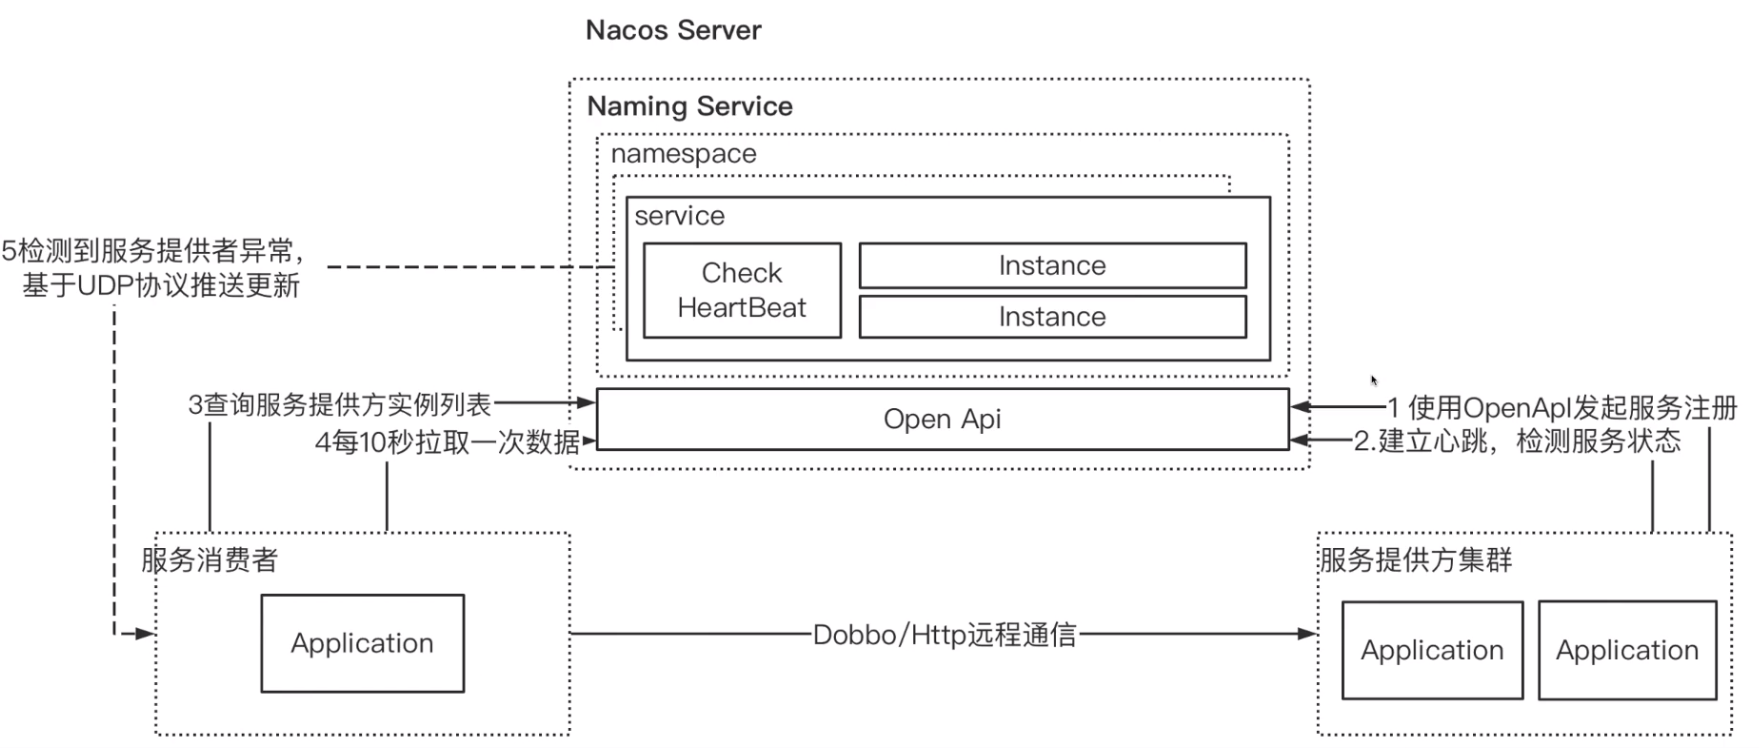 Nacos Server
Naming Service
namespace
service
Check
HeartBeat
Instance
Instance
5检测到服务提供者异常，
基于UDP协议推送更新
3查询服务提供方实例列表
4每10秒拉取一次数据
Open Api
1 使用OpenApI发起服务注册
2.建立心跳，检测服务状态
服务消费者
Application
Dobbo/Http远程通信
服务提供方集群
Application
Application